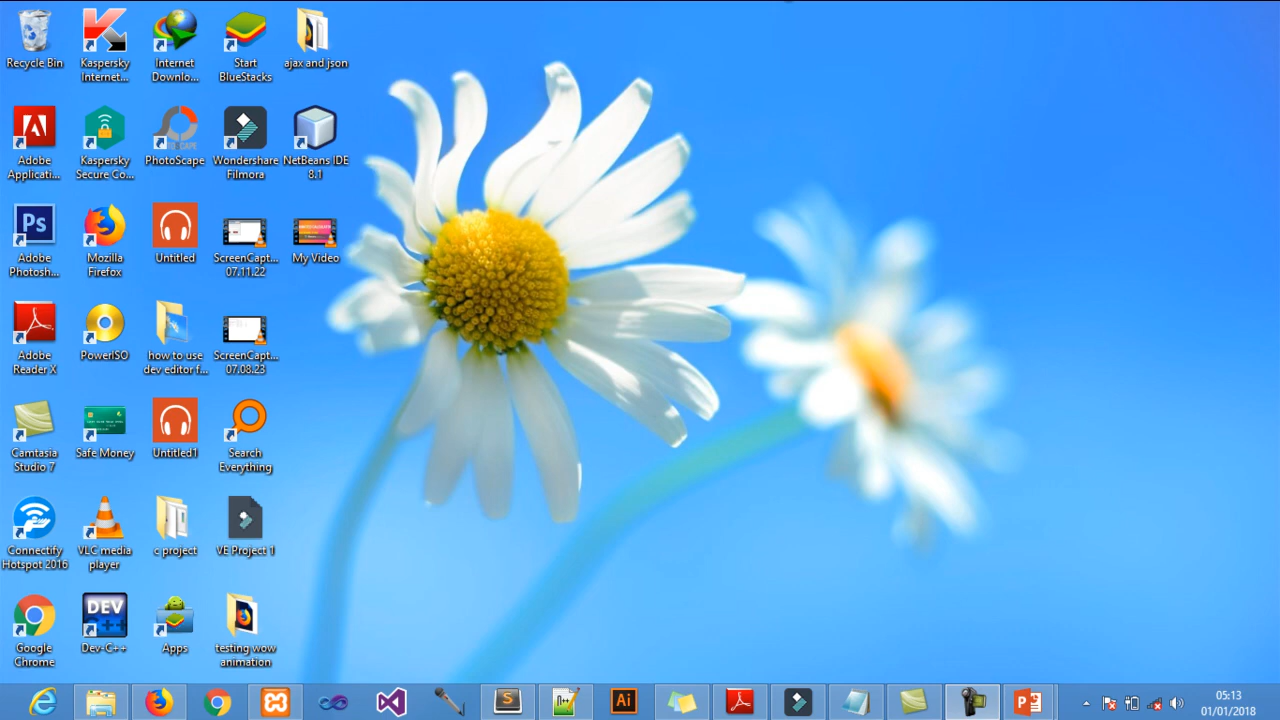 Recycle Bin
Kaspersky
Internet...
Internet
Downlo...
Start
BlueStacks
ajax and json
Adobe
Applicati...
Kaspersky
Secure Co...
PhotoScape
Wondershare
Filmora
NetBeans IDE
8.1
Ps
Adobe
Photosh...
Mozilla
Firefox
Untitled
ScreenCapt...
07.11.22
My Video
Adobe
Reader X
PowerISO
how to use
dev editor f...
ScreenCapt...
07.08.23
Camtasia
Studio 7
Safe Money
Untitled1
Search
Everything
Connectify
Hotspot 2016
VLC media
player
c project
VE Project 1
Google
Chrome
DEV
C++
Dev-C++
Apps
testing wow
animation
Ai
05:13
01/01/2018